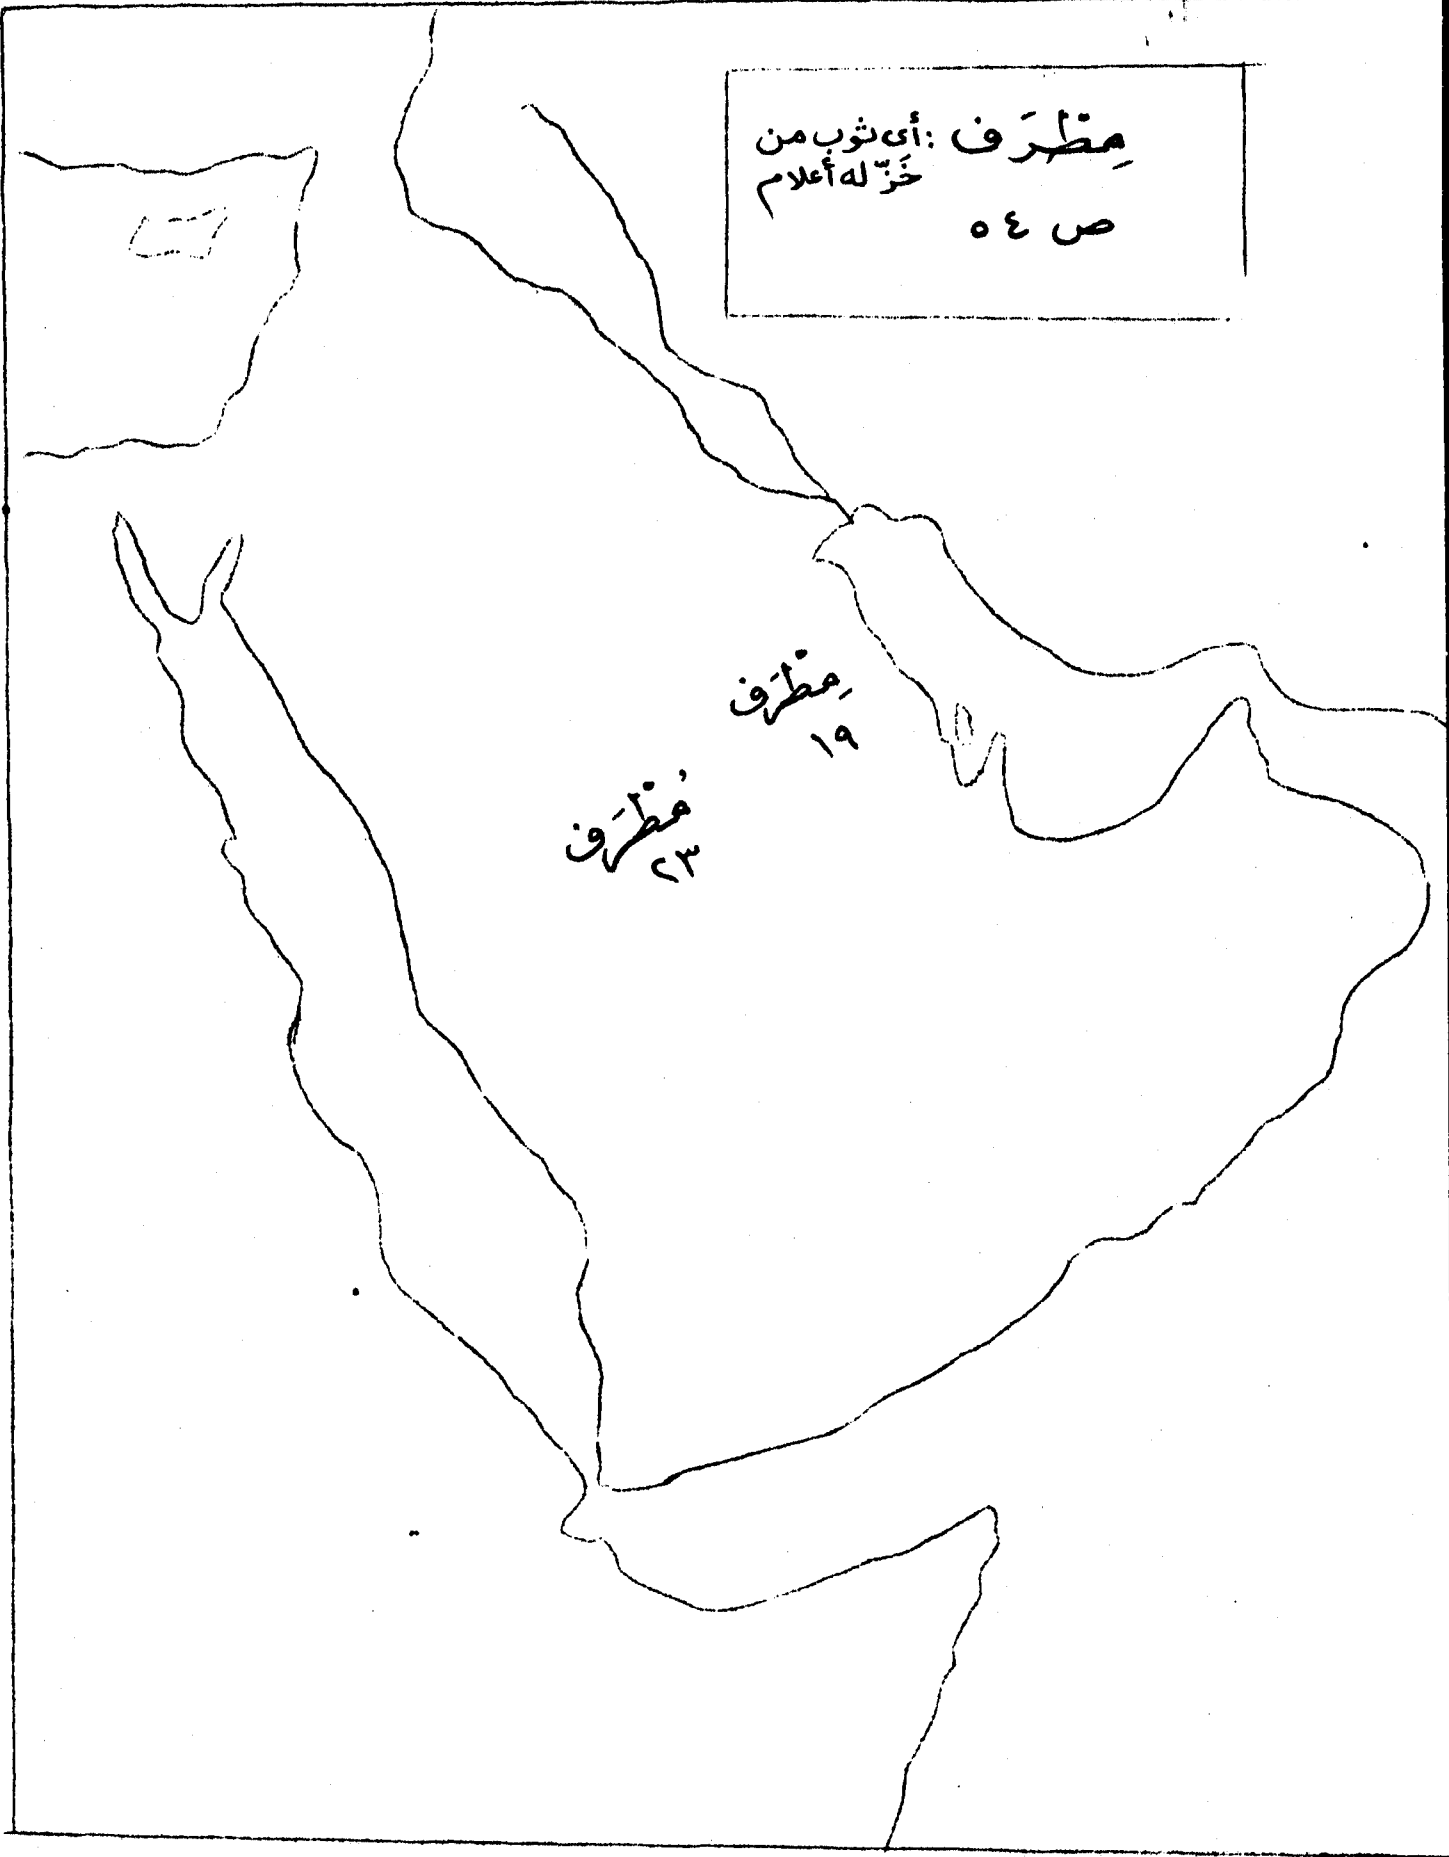 مِطْرَف : أى ثوب من
خَزّ له أعلام
ص ٥٤
مِطْرَف
١٩
مُطْرَف
٢٣